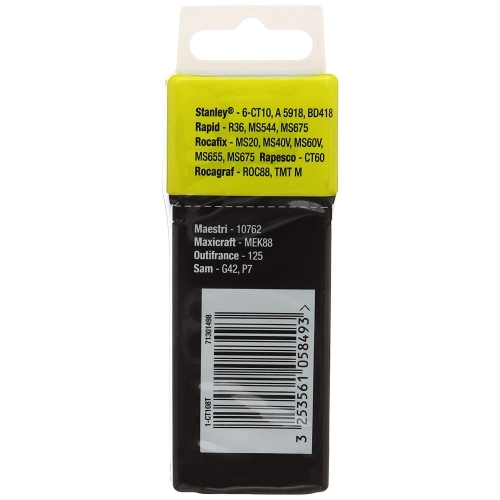 Stanley® - 6-CT10, A 5918, BD418
Rapid - R36, MS544, MS675
Rocafix - MS20, MS40V, MS60V,
MS655, MS675 Rapesco - CT60
Rocagraf - ROC88, TMT M
Maestri - 10762
Maxicraft - MEK88
Outifrance - 125
Sam - G42, P7
71301498
1-CT108T
3 253561 058493